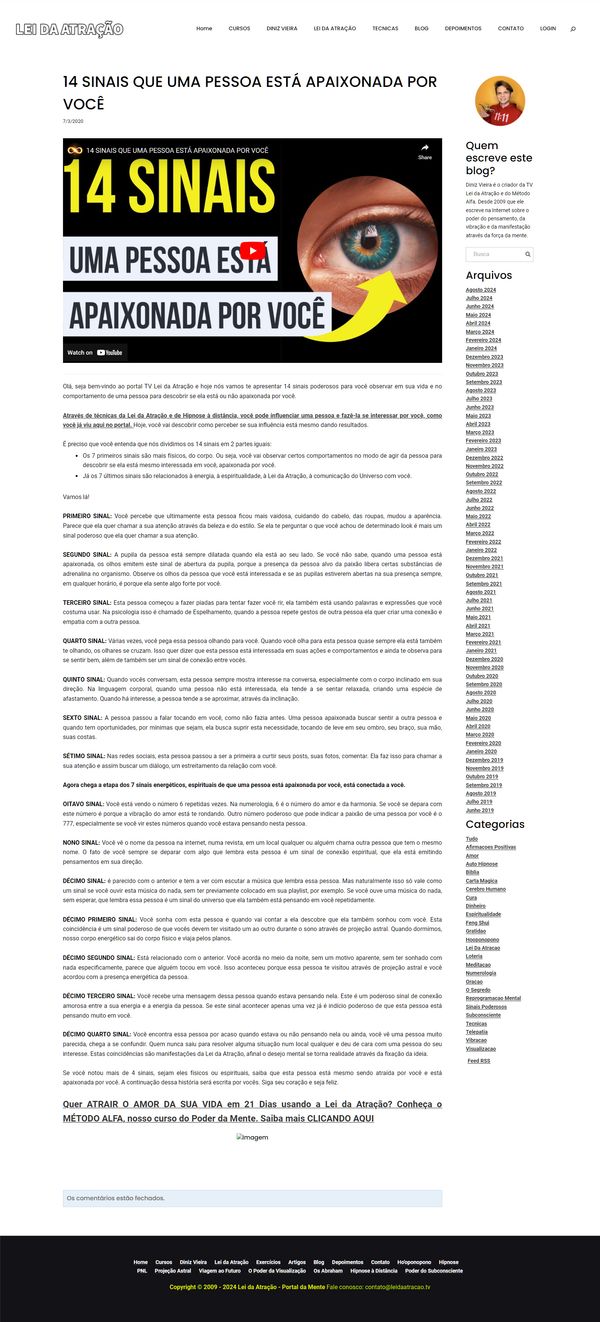 LEI DA ATRAÇÃO
Home CURSOS DINIZ VIEIRA LEI DA ATRAÇÃO TECNICAS BLOG DEPOIMENTOS CONTATO LOGIN
14 SINAIS QUE UMA PESSOA ESTÁ APAIXONADA POR
VOCÊ
7/3/2020
14 SINAIS QUE UMA PESSOA ESTÁ APAIXONADA POR VOCÊ
Share
14 SINAIS
UMA PESSOA ESTÁ
APAIXONADA POR VOCÊ
Watch on YouTube
Olá, seja bem-vindo ao portal TV Lei da Atração e hoje nós vamos te apresentar 14 sinais poderosos para você observar em sua vida e no
comportamento de uma pessoa para descobrir se ela está ou não apaixonada por você.
Através de técnicas da Lei da Atração e de Hipnose à distância, você pode influenciar uma pessoa e fazê-la se interessar por você, como
você já viu aqui no portal. Hoje, você vai descobrir como perceber se sua influência está mesmo dando resultados.
É preciso que você entenda que nós dividimos os 14 sinais em 2 partes iguais:
• Os 7 primeiros sinais são mais físicos, do corpo. Ou seja, você vai observar certos comportamentos no modo de agir da pessoa para
descobrir se ela está mesmo interessada em você, apaixonada por você.
• Já os 7 últimos sinais são relacionados à energia, à espiritualidade, à Lei da Atração, à comunicação do Universo com você.
Vamos lá!
PRIMEIRO SINAL: Você percebe que ultimamente esta pessoa ficou mais vaidosa, cuidando do cabelo, das roupas, mudou a aparência.
Parece que ela quer chamar a sua atenção através da beleza e do estilo. Se ela te perguntar o que você achou de determinado look é mais um
sinal poderoso que ela quer chamar a sua atenção.
SEGUNDO SINAL: A pupila da pessoa está sempre dilatada quando ela está ao seu lado. Se você não sabe, quando uma pessoa está
apaixonada, os olhos emitem este sinal de abertura da pupila, porque a presença da pessoa alvo da paixão libera certas substâncias de
adrenalina no organismo. Observe os olhos da pessoa que você está interessada e se as pupilas estiverem abertas na sua presença sempre,
em qualquer horário, é porque ela sente algo forte por você.
TERCEIRO SINAL: Esta pessoa começou a fazer piadas para tentar fazer você rir, ela também está usando palavras e expressões que você
costuma usar. Na psicologia isso é chamado de Espelhamento, quando a pessoa repete gestos de outra pessoa ela quer criar uma conexão e
empatia com a outra pessoa.
QUARTO SINAL: Várias vezes, você pega essa pessoa olhando para você. Quando você olha para esta pessoa quase sempre ela está também
te olhando, os olhares se cruzam. Isso quer dizer que esta pessoa está interessada em suas ações e comportamentos e ainda te observa para
se sentir bem, além de também ser um sinal de conexão entre vocês.
QUINTO SINAL: Quando vocês conversam, esta pessoa sempre mostra interesse na conversa, especialmente com o corpo inclinado em sua
direção. Na linguagem corporal, quando uma pessoa não está interessada, ela tende a se sentar relaxada, criando uma espécie de
afastamento. Quando há interesse, a pessoa tende a se aproximar, através da inclinação.
SEXTO SINAL: A pessoa passou a falar tocando em você, como não fazia antes. Uma pessoa apaixonada buscar sentir a outra pessoa e
quando tem oportunidades, por mínimas que sejam, ela busca suprir esta necessidade, tocando de leve em seu ombro, seu braço, sua mão,
suas costas.
SÉTIMO SINAL: Nas redes sociais, esta pessoa passou a ser a primeira a curtir seus posts, suas fotos, comentar. Ela faz isso para chamar a
sua atenção e assim buscar um diálogo, um estreitamento da relação com você.
Agora chega a etapa dos 7 sinais energéticos, espirituais de que uma pessoa está apaixonada por você, está conectada a você.
OITAVO SINAL: Você está vendo o número 6 repetidas vezes. Na numerologia, 6 é o número do amor e da harmonia. Se você se depara com
este número é porque a vibração do amor está te rondando. Outro número poderoso que pode indicar a paixão de uma pessoa por você é o
777, especialmente se você vir estes números quando você estava pensando nesta pessoa.
NONO SINAL: Você vê o nome da pessoa na internet, numa revista, em um local qualquer ou alguém chama outra pessoa que tem o mesmo
nome. O fato de você sempre se deparar com algo que lembra esta pessoa é um sinal de conexão espiritual, que ela está emitindo
pensamentos em sua direção.
DÉCIMO SINAL: é parecido com o anterior e tem a ver com escutar a música que lembra essa pessoa. Mas naturalmente isso só vale como
um sinal se você ouvir esta música do nada, sem ter previamente colocado em sua playlist, por exemplo. Se você ouve uma música do nada,
sem esperar, que lembra essa pessoa é um sinal do universo que ela também está pensando em você repetidamente.
DÉCIMO PRIMEIRO SINAL: Você sonha com esta pessoa e quando vai contar a ela descobre que ela também sonhou com você. Esta
coincidência é um sinal poderoso de que vocês devem ter visitado um ao outro durante o sono através de projeção astral. Quando dormimos,
nosso corpo energético sai do corpo físico e viaja pelos planos.
DÉCIMO SEGUNDO SINAL: Está relacionado com o anterior. Você acorda no meio da noite, sem um motivo aparente, sem ter sonhado com
nada especificamente, parece que alguém tocou em você. Isso aconteceu porque essa pessoa te visitou através de projeção astral e você
acordou com a presença energética da pessoa.
DÉCIMO TERCEIRO SINAL: Você recebe uma mensagem dessa pessoa quando estava pensando nela. Este é um poderoso sinal de conexão
amorosa entre a sua energia e a energia da pessoa. Se este sinal acontecer apenas uma vez já é indício poderoso de que esta pessoa está
pensando muito em você.
DÉCIMO QUARTO SINAL: Você encontra essa pessoa por acaso quando estava ou não pensando nela ou ainda, você vê uma pessoa muito
parecida, chega a se confundir. Quem nunca saiu para resolver alguma situação num local qualquer e deu de cara com uma pessoa do seu
interesse. Estas coincidências são manifestações da Lei da Atração, afinal o desejo mental se torna realidade através da fixação da ideia.
Se você notou mais de 4 sinais, sejam eles físicos ou espirituais, saiba que esta pessoa está mesmo sendo atraída por você e está
apaixonada por você. A continuação dessa história será escrita por vocês. Siga seu coração e seja feliz.
Quer ATRAIR O AMOR DA SUA VIDA em 21 Dias usando a Lei da Atração? Conheça o
MÉTODO ALFA, nosso curso do Poder da Mente. Saiba mais CLICANDO AQUI
Imagem
Os comentários estão fechados.
11:11
Quem
escreve este
blog?
Diniz Vieira é o criador da TV
Lei da Atração e do Método
Alfa. Desde 2009 que ele
escreve na Internet sobre o
poder do pensamento, da
vibração e da manifestação
através da força da mente.
Busca
Arquivos
Agosto 2024
Julho 2024
Junho 2024
Maio 2024
Abril 2024
Março 2024
Fevereiro 2024
Janeiro 2024
Dezembro 2023
Novembro 2023
Outubro 2023
Setembro 2023
Agosto 2023
Julho 2023
Junho 2023
Maio 2023
Abril 2023
Março 2023
Fevereiro 2023
Janeiro 2023
Dezembro 2022
Novembro 2022
Outubro 2022
Setembro 2022
Agosto 2022
Julho 2022
Junho 2022
Maio 2022
Abril 2022
Março 2022
Fevereiro 2022
Janeiro 2022
Dezembro 2021
Novembro 2021
Outubro 2021
Setembro 2021
Agosto 2021
Julho 2021
Junho 2021
Maio 2021
Abril 2021
Março 2021
Fevereiro 2021
Janeiro 2021
Dezembro 2020
Novembro 2020
Outubro 2020
Setembro 2020
Agosto 2020
Julho 2020
Junho 2020
Maio 2020
Abril 2020
Março 2020
Fevereiro 2020
Janeiro 2020
Dezembro 2019
Novembro 2019
Outubro 2019
Setembro 2019
Agosto 2019
Julho 2019
Junho 2019
Categorias
Tudo
Afirmacoes Positivas
Amor
Auto Hipnose
Biblia
Carta Magica
Cerebro Humano
Cura
Dinheiro
Espiritualidade
Feng Shui
Gratidao
Hooponopono
Lei Da Atracao
Loteria
Meditacao
Numerologia
Oracao
O Segredo
Reprogramacao Mental
Sinais Poderosos
Subconsciente
Tecnicas
Telepatia
Vibracao
Visualizacao
Feed RSS
Home Cursos Diniz Vieira Lei da Atração Exercícios Artigos Blog Depoimentos Contato Ho'oponopono Hipnose
PNL Projeção Astral Viagem ao Futuro O Poder da Visualização Os Abraham Hipnose à Distância Poder do Subconsciente
Copyright © 2009 - 2024 Lei da Atração - Portal da Mente Fale conosco: contato@leidaatracao.tv